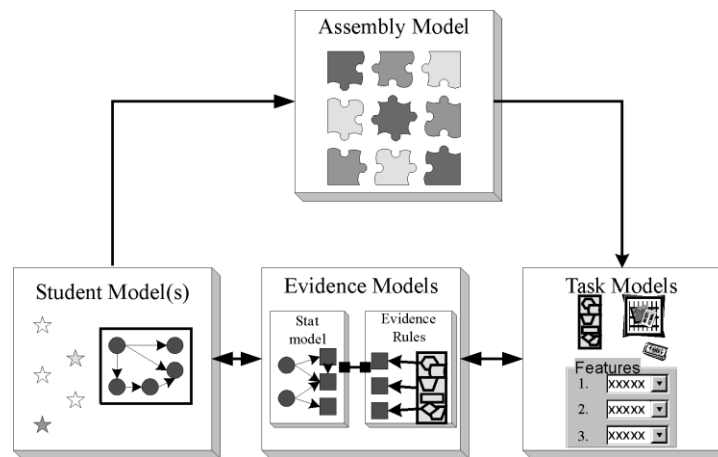 Assembly Model
Student Model(s)
Evidence Models
Stat
model
Evidence
Rules
Task Models
Features
1. xxxxx
2. xxxxx
3. xxxxx